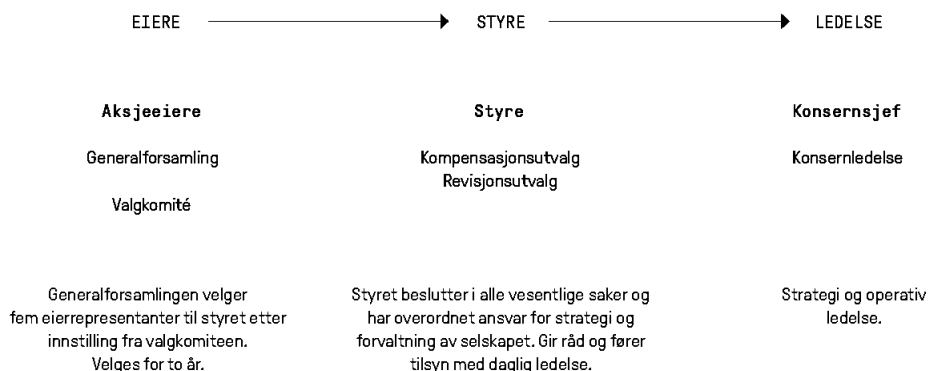 EIERE
STYRE
LEDELSE
Aksjeeiere
Styre
Konsernsjef
Generalforsamling
Kompensasjonsutvalg
Konsernledelse
Revisjonsutvalg
Valgkomité
Generalforsamlingen velger
fem eierrepresentanter til styret etter
innstilling fra valgkomiteen.
Velges for to år.
Styret beslutter i alle vesentlige saker og
har overordnet ansvar for strategi og
forvaltning av selskapet. Gir råd og fører
tilsyn med daglig ledelse.
Strategi og operativ
ledelse.